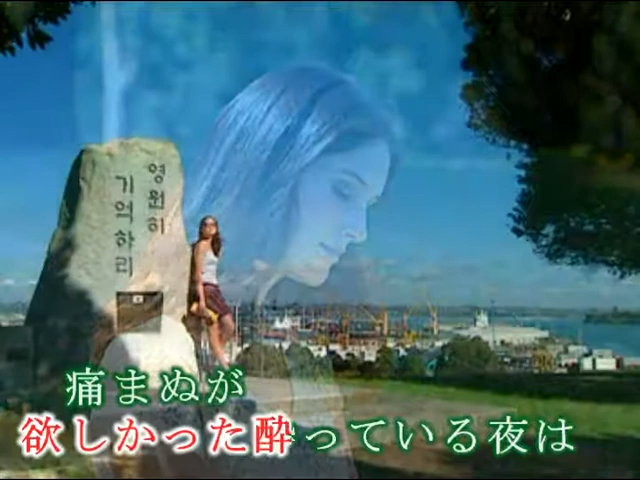 영원히
기억하리
痛まぬが
欲しかった酔っている夜は